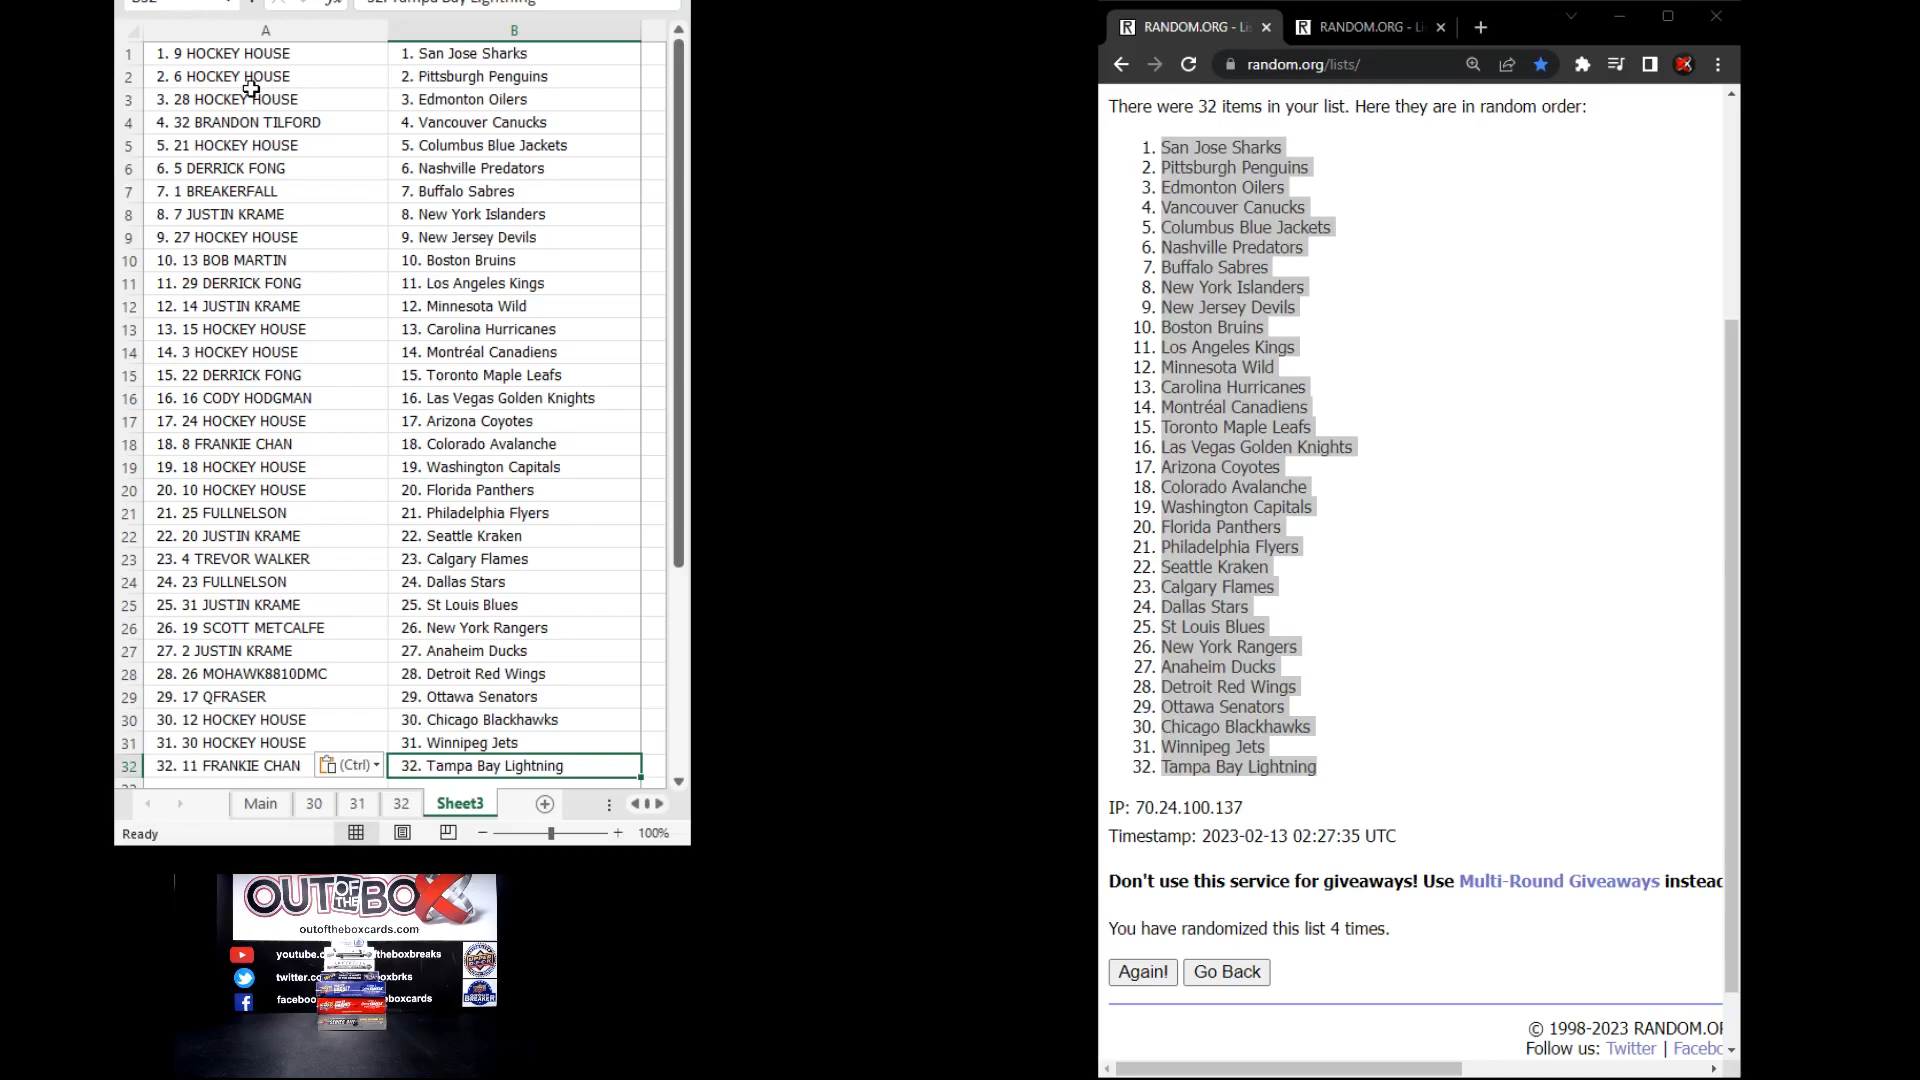 32. Tampa Bay Lightning
A B
1 1. 9 HOCKEY HOUSE 1. San Jose Sharks
2 2. 6 HOCKEY HOUSE 2. Pittsburgh Penguins
3 3. 28 HOCKEY HOUSE 3. Edmonton Oilers
4 4. 32 BRANDON TILFORD 4. Vancouver Canucks
5 5. 21 HOCKEY HOUSE 5. Columbus Blue Jackets
6 6. 5 DERRICK FONG 6. Nashville Predators
7 7. 1 BREAKERFALL 7. Buffalo Sabres
8 8. 7 JUSTIN KRAME 8. New York Islanders
9 9. 27 HOCKEY HOUSE 9. New Jersey Devils
10 10. 13 BOB MARTIN 10. Boston Bruins
11 11. 29 DERRICK FONG 11. Los Angeles Kings
12 12. 14 JUSTIN KRAME 12. Minnesota Wild
13 13. 15 HOCKEY HOUSE 13. Carolina Hurricanes
14 14. 3 HOCKEY HOUSE 14. Montréal Canadiens
15 15. 22 DERRICK FONG 15. Toronto Maple Leafs
16 16. 16 CODY HODGMAN 16. Las Vegas Golden Knights
17 17. 24 HOCKEY HOUSE 17. Arizona Coyotes
18 18. 8 FRANKIE CHAN 18. Colorado Avalanche
19 19. 18 HOCKEY HOUSE 19. Washington Capitals
20 20. 10 HOCKEY HOUSE 20. Florida Panthers
21 21. 25 FULLNELSON 21. Philadelphia Flyers
22 22. 20 JUSTIN KRAME 22. Seattle Kraken
23 23. 4 TREVOR WALKER 23. Calgary Flames
24 24. 23 FULLNELSON 24. Dallas Stars
25 25. 31 JUSTIN KRAME 25. St Louis Blues
26 26. 19 SCOTT METCALFE 26. New York Rangers
27 27. 2 JUSTIN KRAME 27. Anaheim Ducks
28 28. 26 MOHAWK8810DMC 28. Detroit Red Wings
29 29. 17 QFRASER 29. Ottawa Senators
30 30. 12 HOCKEY HOUSE 30. Chicago Blackhawks
31 31. 30 HOCKEY HOUSE 31. Winnipeg Jets
32 32. 11 FRANKIE CHAN (Ctrl) 32. Tampa Bay Lightning
Main 30 31 32 Sheet3
Ready 100%
OUT OF THE BOX
outoftheboxcards.com
youtube.c theboxbreaks
twitter.co oxbrks
faceboo eboxcards
RANDOM.ORG - Li RANDOM.ORG - Li
random.org/lists/
There were 32 items in your list. Here they are in random order:
1. San Jose Sharks
2. Pittsburgh Penguins
3. Edmonton Oilers
4. Vancouver Canucks
5. Columbus Blue Jackets
6. Nashville Predators
7. Buffalo Sabres
8. New York Islanders
9. New Jersey Devils
10. Boston Bruins
11. Los Angeles Kings
12. Minnesota Wild
13. Carolina Hurricanes
14. Montréal Canadiens
15. Toronto Maple Leafs
16. Las Vegas Golden Knights
17. Arizona Coyotes
18. Colorado Avalanche
19. Washington Capitals
20. Florida Panthers
21. Philadelphia Flyers
22. Seattle Kraken
23. Calgary Flames
24. Dallas Stars
25. St Louis Blues
26. New York Rangers
27. Anaheim Ducks
28. Detroit Red Wings
29. Ottawa Senators
30. Chicago Blackhawks
31. Winnipeg Jets
32. Tampa Bay Lightning
IP: 70.24.100.137
Timestamp: 2023-02-13 02:27:35 UTC
Don't use this service for giveaways! Use Multi-Round Giveaways instead
You have randomized this list 4 times.
Again! Go Back
© 1998-2023 RANDOM.OR
Follow us: Twitter | Facebo